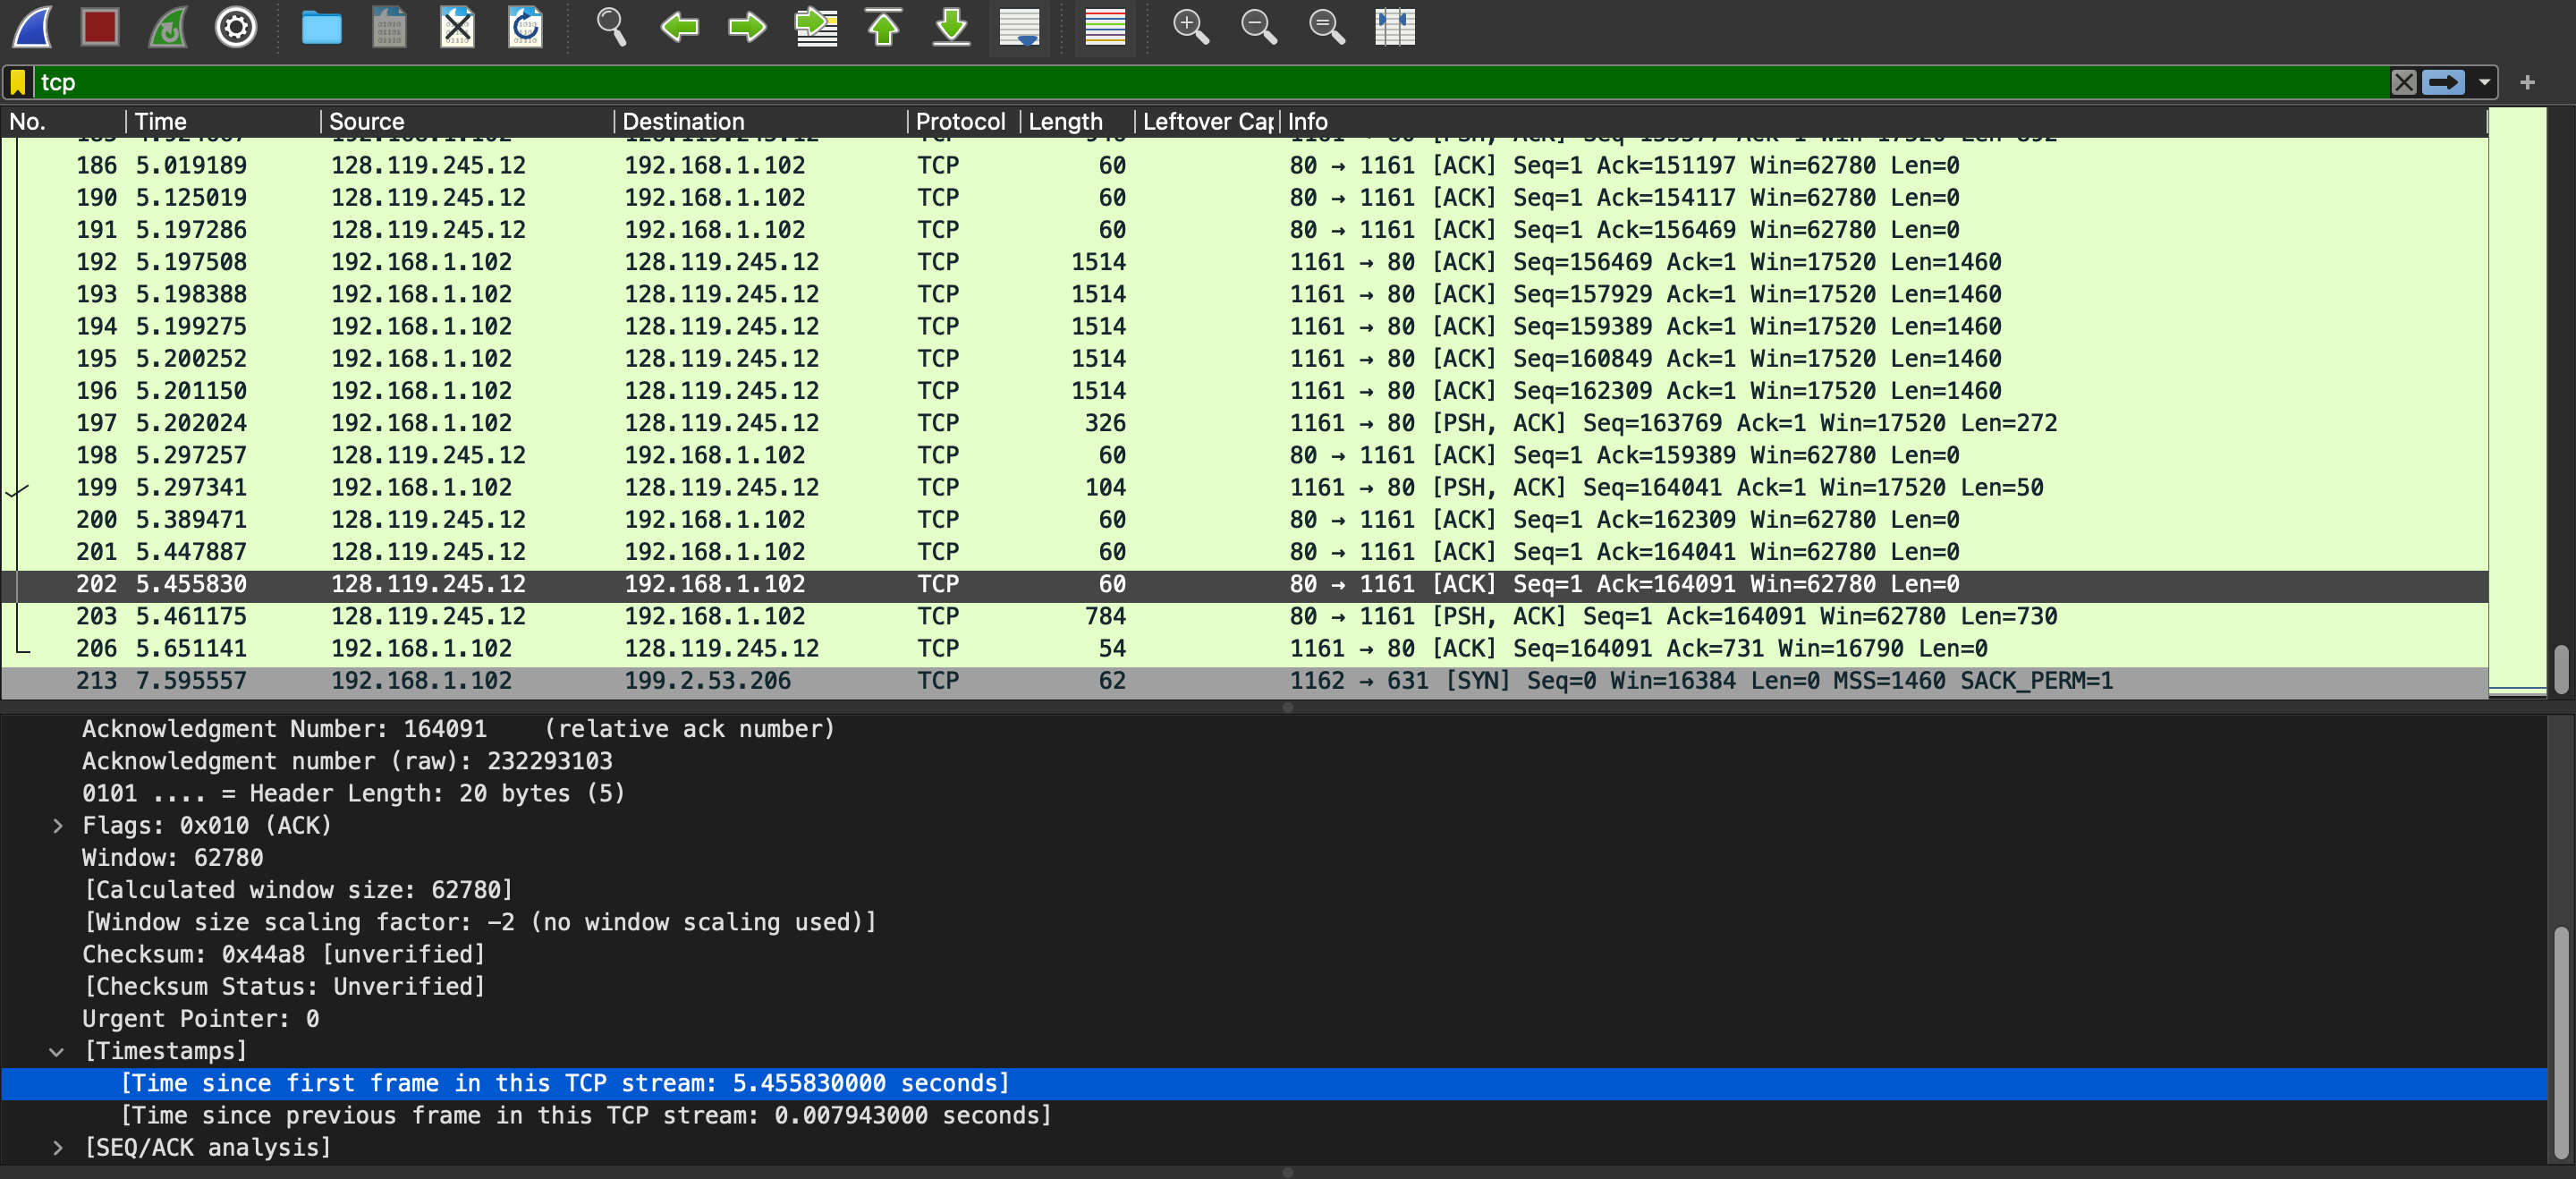 tcp
No. Time Source Destination Protocol Length Leftover Cap Info
186 5.019189 128.119.245.12 192.168.1.102 TCP 60 80 → 1161 [ACK] Seq=1 Ack=151197 Win=62780 Len=0
190 5.125019 128.119.245.12 192.168.1.102 TCP 60 80 → 1161 [ACK] Seq=1 Ack=154117 Win=62780 Len=0
191 5.197286 128.119.245.12 192.168.1.102 TCP 60 80 → 1161 [ACK] Seq=1 Ack=156469 Win=62780 Len=0
192 5.197508 192.168.1.102 128.119.245.12 TCP 1514 1161 → 80 [ACK] Seq=156469 Ack=1 Win=17520 Len=1460
193 5.198388 192.168.1.102 128.119.245.12 TCP 1514 1161 → 80 [ACK] Seq=157929 Ack=1 Win=17520 Len=1460
194 5.199275 192.168.1.102 128.119.245.12 TCP 1514 1161 → 80 [ACK] Seq=159389 Ack=1 Win=17520 Len=1460
195 5.200252 192.168.1.102 128.119.245.12 TCP 1514 1161 → 80 [ACK] Seq=160849 Ack=1 Win=17520 Len=1460
196 5.201150 192.168.1.102 128.119.245.12 TCP 1514 1161 → 80 [ACK] Seq=162309 Ack=1 Win=17520 Len=1460
197 5.202024 192.168.1.102 128.119.245.12 TCP 326 1161 → 80 [PSH, ACK] Seq=163769 Ack=1 Win=17520 Len=272
198 5.297257 128.119.245.12 192.168.1.102 TCP 60 80 → 1161 [ACK] Seq=1 Ack=159389 Win=62780 Len=0
199 5.297341 192.168.1.102 128.119.245.12 TCP 104 1161 → 80 [PSH, ACK] Seq=164041 Ack=1 Win=17520 Len=50
200 5.389471 128.119.245.12 192.168.1.102 TCP 60 80 → 1161 [ACK] Seq=1 Ack=162309 Win=62780 Len=0
201 5.447887 128.119.245.12 192.168.1.102 TCP 60 80 → 1161 [ACK] Seq=1 Ack=164041 Win=62780 Len=0
202 5.455830 128.119.245.12 192.168.1.102 TCP 60 80 → 1161 [ACK] Seq=1 Ack=164091 Win=62780 Len=0
203 5.461175 128.119.245.12 192.168.1.102 TCP 784 80 → 1161 [PSH, ACK] Seq=1 Ack=164091 Win=62780 Len=730
206 5.651141 192.168.1.102 128.119.245.12 TCP 54 1161 → 80 [ACK] Seq=164091 Ack=731 Win=16790 Len=0
213 7.595557 192.168.1.102 199.2.53.206 TCP 62 1162 → 631 [SYN] Seq=0 Win=16384 Len=0 MSS=1460 SACK_PERM=1
Acknowledgment Number: 164091 (relative ack number)
Acknowledgment number (raw): 232293103
0101 .... = Header Length: 20 bytes (5)
Flags: 0x010 (ACK)
Window: 62780
[Calculated window size: 62780]
[Window size scaling factor: -2 (no window scaling used)]
Checksum: 0x44a8 [unverified]
[Checksum Status: Unverified]
Urgent Pointer: 0
[Timestamps]
[Time since first frame in this TCP stream: 5.455830000 seconds]
[Time since previous frame in this TCP stream: 0.007943000 seconds]
[SEQ/ACK analysis]